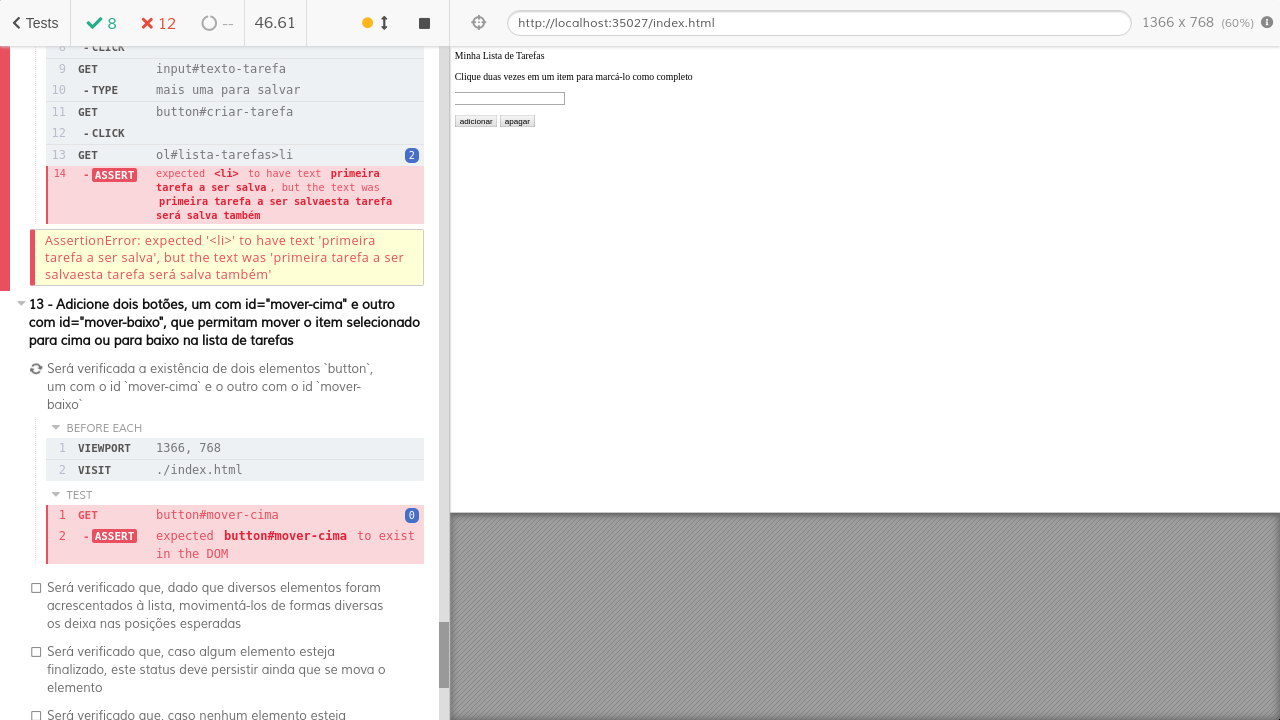 Tests
8
12
--
46.61
http://localhost:35027/index.html
1366 x 768 (60%)
8 - CLICK
9 GET input#texto-tarefa
10 - TYPE mais uma para salvar
11 GET button#criar-tarefa
12 - CLICK
13 GET ol#lista-tarefas>li 2
14 - ASSERT expected <li> to have text primeira
tarefa a ser salva , but the text was
primeira tarefa a ser salvaesta tarefa
será salva também
AssertionError: expected '<li>' to have text 'primeira
tarefa a ser salva', but the text was 'primeira tarefa a ser
salvaesta tarefa será salva também'
13 - Adicione dois botões, um com id="mover-cima" e outro
com id="mover-baixo", que permitam mover o item selecionado
para cima ou para baixo na lista de tarefas
Será verificada a existência de dois elementos `button`,
um com o id `mover-cima` e o outro com o id `mover-
baixo`
BEFORE EACH
1 VIEWPORT 1366, 768
2 VISIT ./index.html
TEST
1 GET button#mover-cima 0
2 - ASSERT expected button#mover-cima to exist
in the DOM
Será verificado que, dado que diversos elementos foram
acrescentados à lista, movimentá-los de formas diversas
os deixa nas posições esperadas
Será verificado que, caso algum elemento esteja
finalizado, este status deve persistir ainda que se mova o
elemento
Será verificado que, caso nenhum elemento esteja
Minha Lista de Tarefas
Clique duas vezes em um item para marcá-lo como completo
adicionar apagar